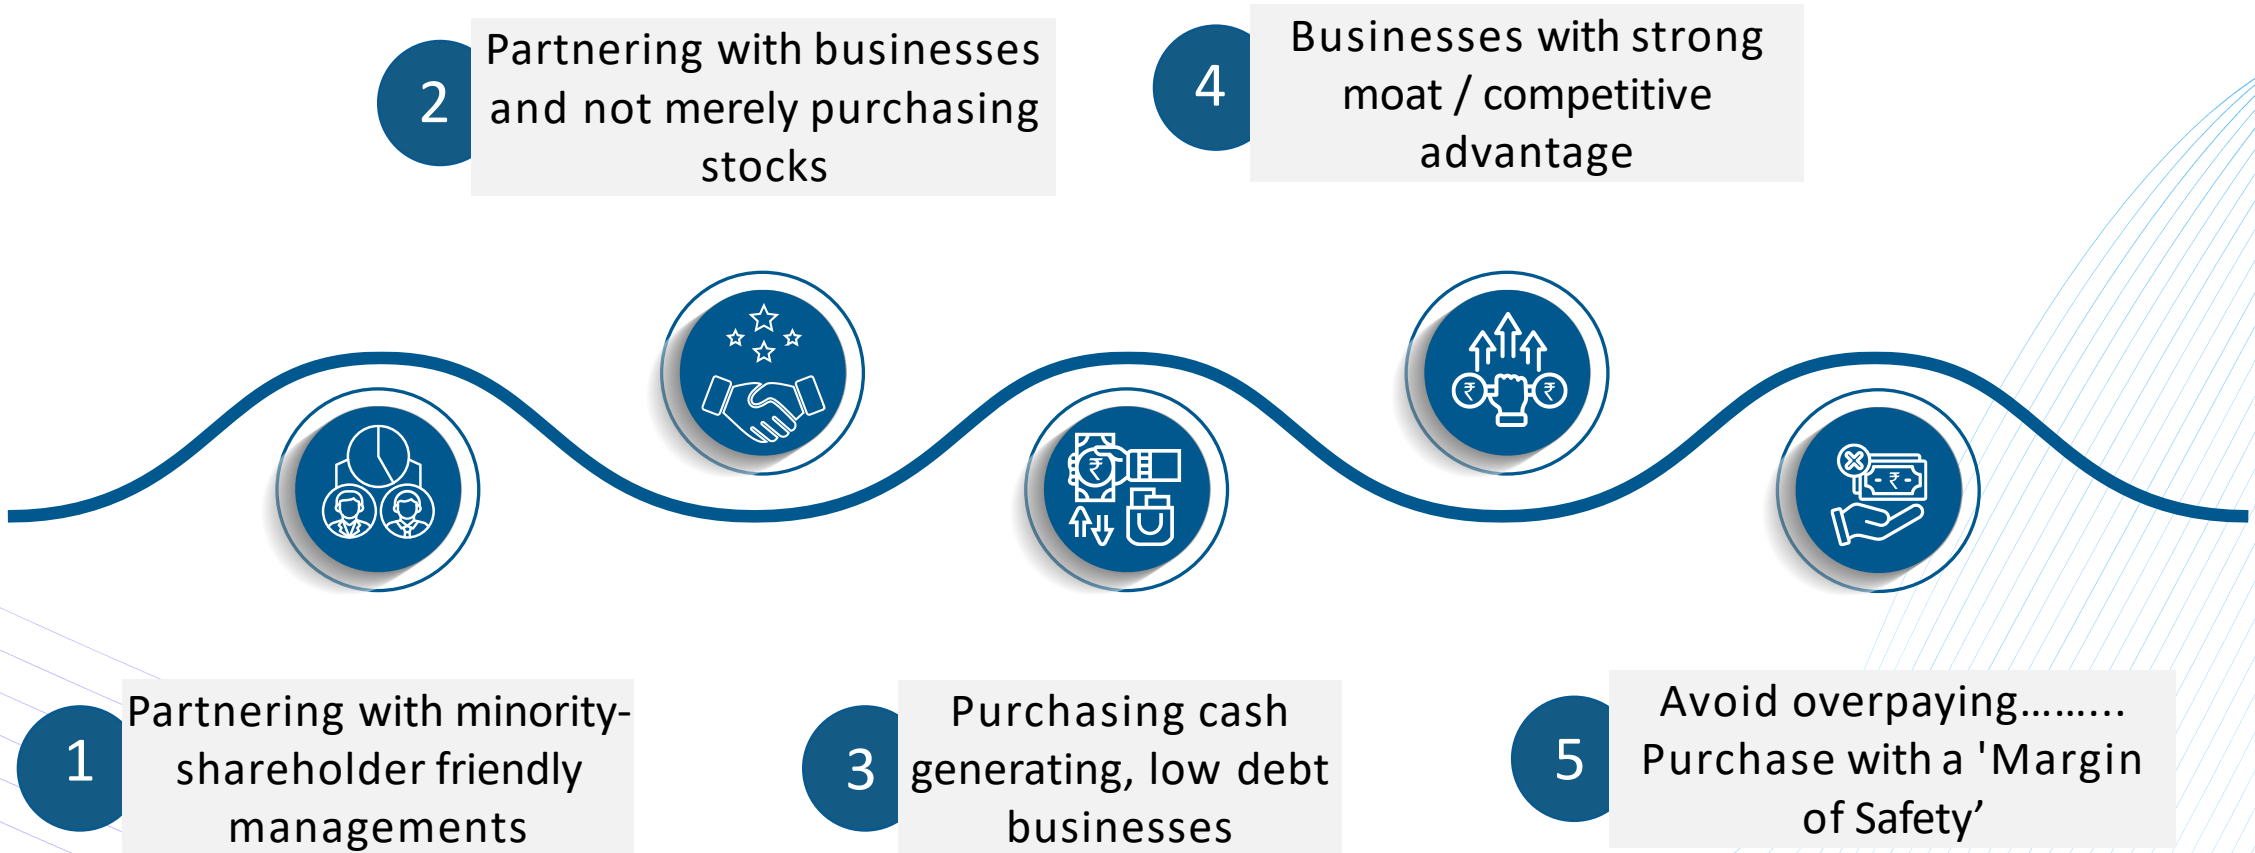 1
Partnering with minority-
shareholder friendly
managements
2
Partnering with businesses
and not merely purchasing
stocks
3
Purchasing cash
generating, low debt
businesses
4
Businesses with strong
moat / competitive
advantage
5
Avoid overpaying……...
Purchase with a 'Margin
of Safety’
₹
₹ ₹
₹